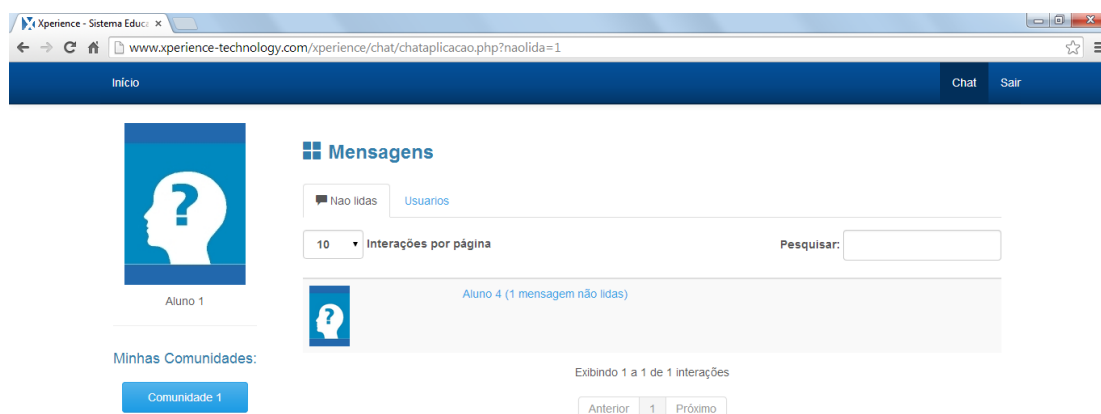 Xperience - Sistema Educa
www.xperience-technology.com/xperience/chat/chataplicacao.php?naolida=1
Início Chat Sair
Mensagens
Nao lidas Usuarios
10 Interações por página Pesquisar:
Aluno 4 (1 mensagem não lidas)
Aluno 1
Minhas Comunidades:
Exibindo 1 a 1 de 1 interações
Comunidade 1
Anterior 1 Próximo